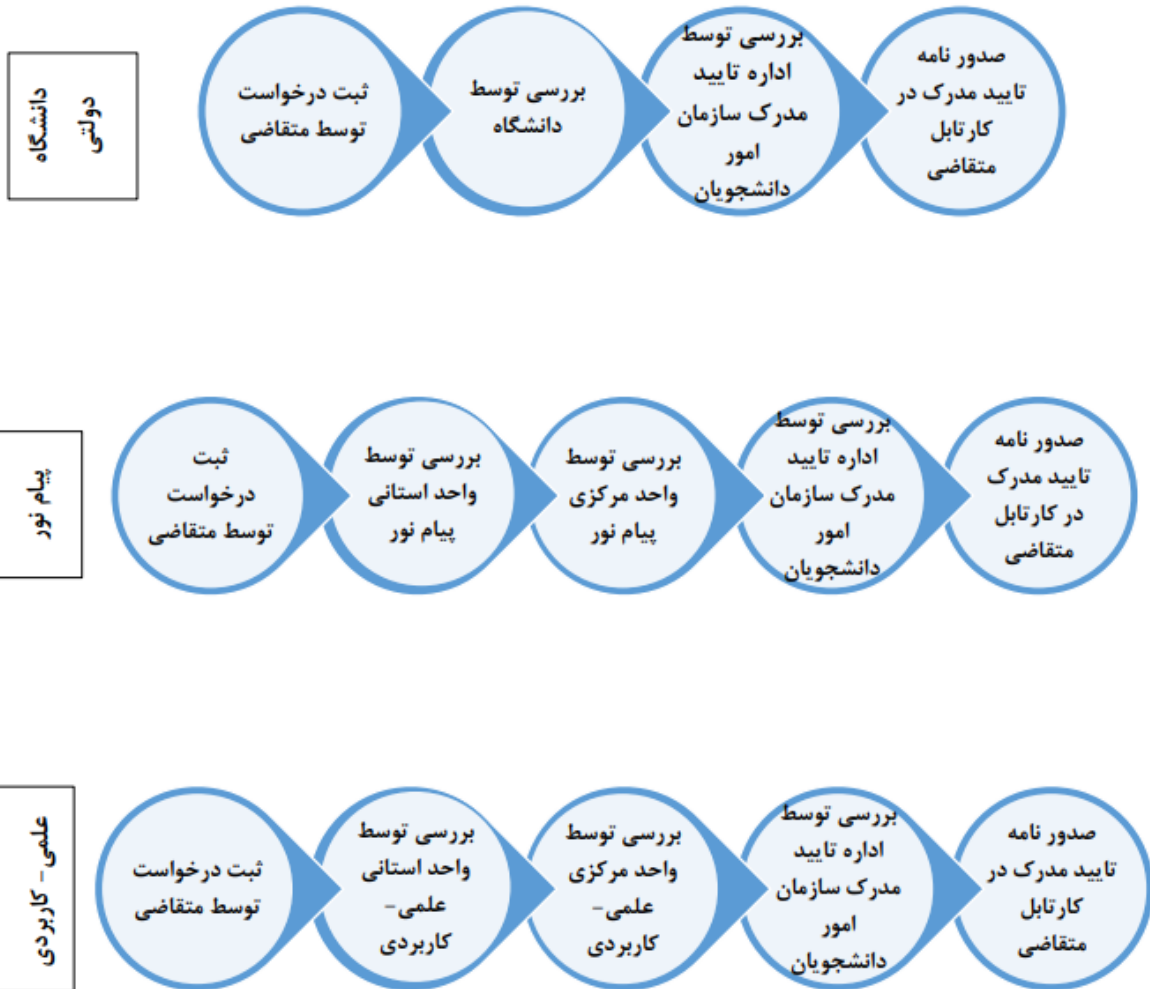 دانشگاه
دولتی
ثبت درخواست
توسط متقاضی
بررسی توسط
دانشگاه
بررسی توسط
اداره تایید
مدرک سازمان
امور
دانشجویان
صدور نامه
تایید مدرک در
کارتابل
متقاضی
پیام نور
ثبت
درخواست
توسط متقاضی
بررسی توسط
واحد استانی
پیام نور
بررسی توسط
واحد مرکزی
پیام نور
بررسی توسط
اداره تایید
مدرک سازمان
امور
دانشجویان
صدور نامه
تایید مدرک
در کارتابل
متقاضی
علمی - کاربردی
ثبت درخواست
توسط متقاضی
بررسی توسط
واحد استانی
علمی-
کاربردی
بررسی توسط
واحد مرکزی
علمی-
کاربردی
بررسی توسط
اداره تایید
مدرک سازمان
امور
دانشجویان
صدور نامه
تایید مدرک در
کارتابل
متقاضی